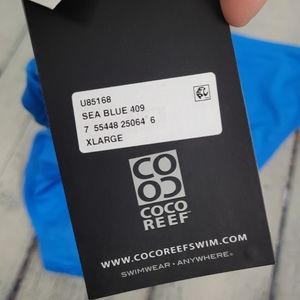 U85168
SEA BLUE 409
7 55448 25064 6
XLARGE
CO
CO
COCO
REEF
WWW.COCOREEFSWIM.COM
SWIMWEAR • ANYWHERE®